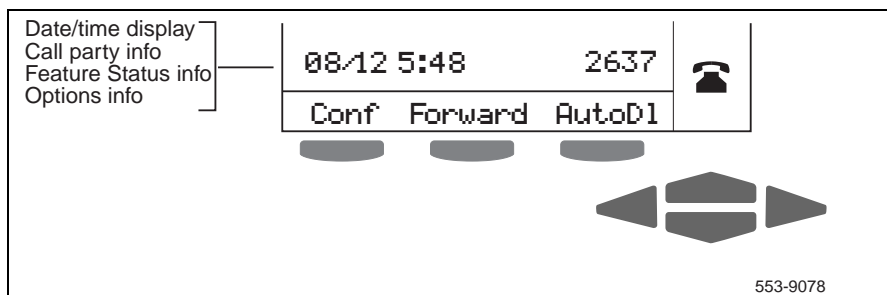 Date/time display
Call party info
Feature Status info
Options info
08/12 5:48 2637
Conf Forward AutoDl
553-9078